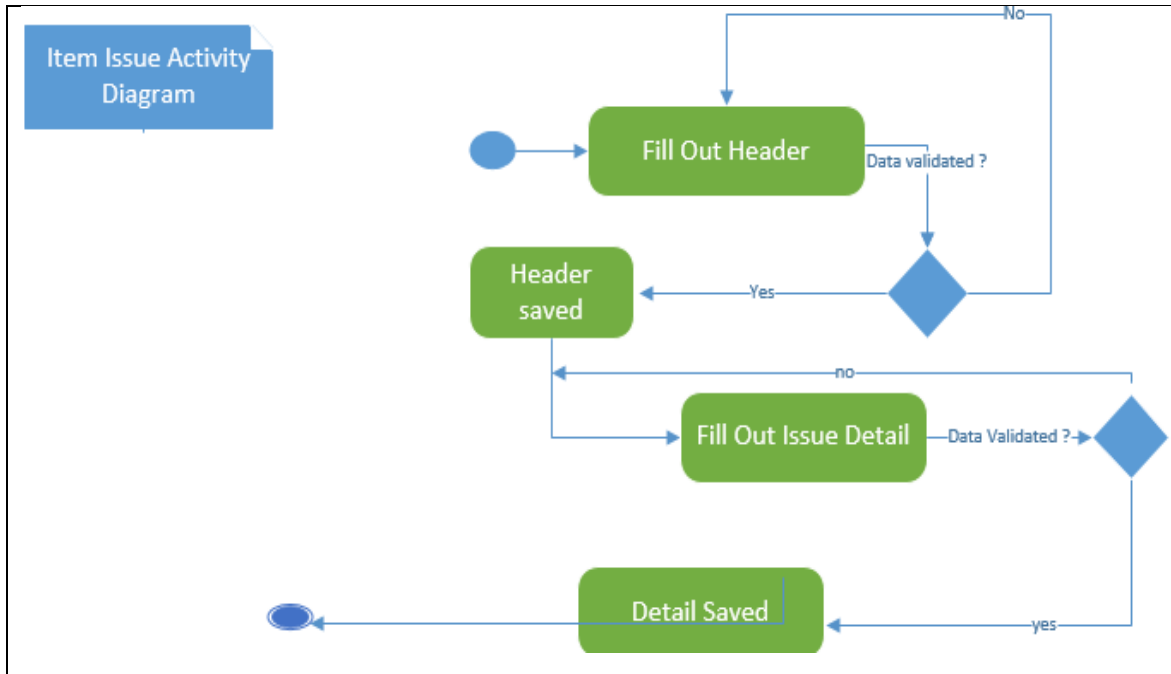 Item Issue Activity
Diagram
No
Fill Out Header
Data validated ?
Header
saved
Yes
no
Fill Out Issue Detail
Data Validated ?
Detail Saved
yes